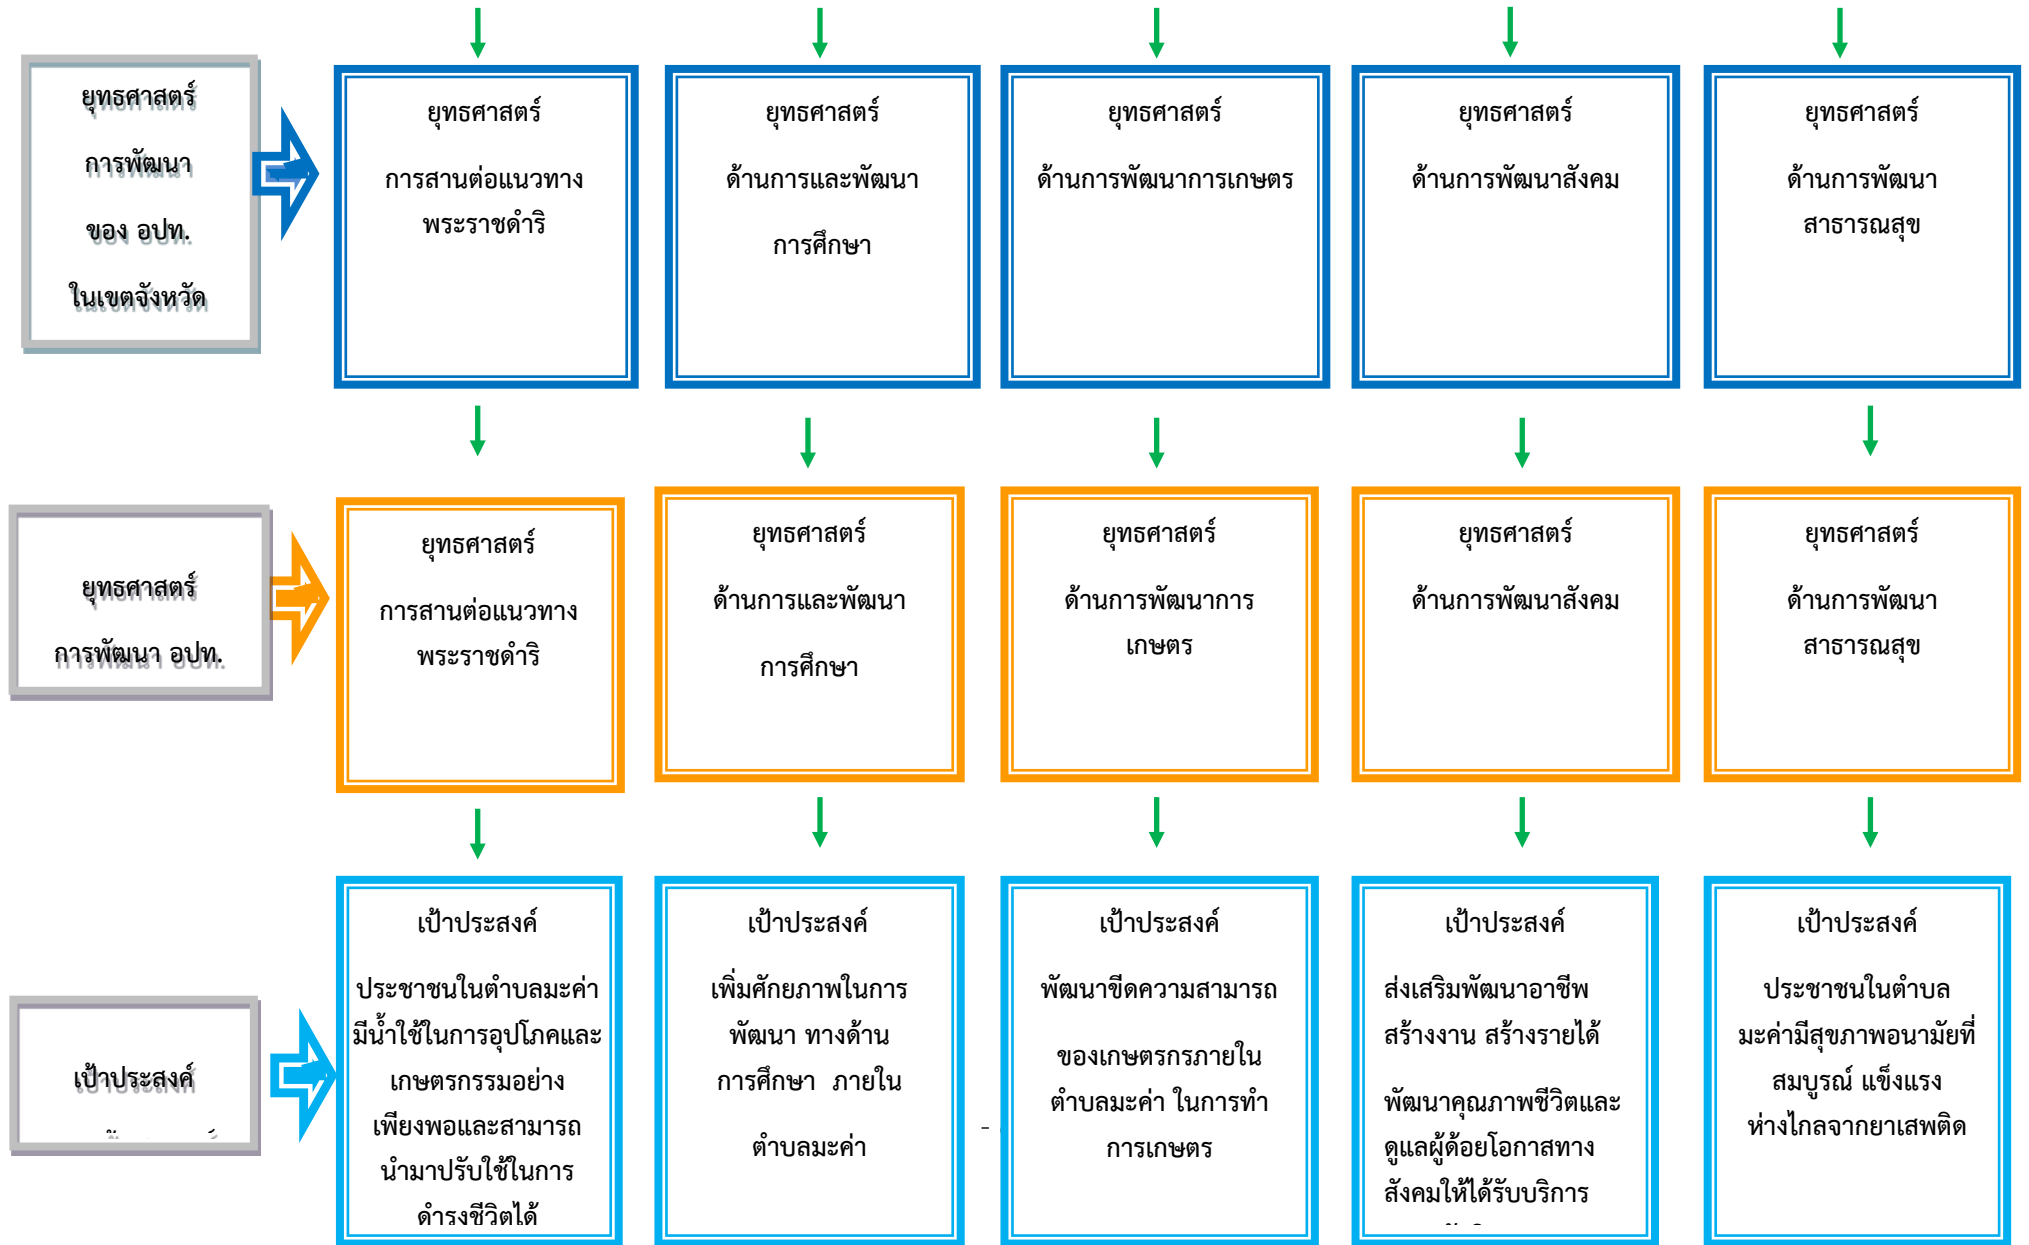 ยุทธศาสตร์
การพัฒนา
ของ อปท.
ในเขตจังหวัด
ยุทธศาสตร์
การสานต่อแนวทาง
พระราชดำริ
ยุทธศาสตร์
ด้านการและพัฒนา
การศึกษา
ยุทธศาสตร์
ด้านการพัฒนาการเกษตร
ยุทธศาสตร์
ด้านการพัฒนาสังคม
ยุทธศาสตร์
ด้านการพัฒนา
สาธารณสุข
ยุทธศาสตร์
การพัฒนา อปท.
ยุทธศาสตร์
การสานต่อแนวทาง
พระราชดำริ
ยุทธศาสตร์
ด้านการและพัฒนา
การศึกษา
ยุทธศาสตร์
ด้านการพัฒนาการ
เกษตร
ยุทธศาสตร์
ด้านการพัฒนาสังคม
ยุทธศาสตร์
ด้านการพัฒนา
สาธารณสุข
เป้าประสงค์
เป้าประสงค์
ประชาชนในตำบลมะค่า
มีน้ำใช้ในการอุปโภคและ
เกษตรกรรมอย่าง
เพียงพอและสามารถ
นำมาปรับใช้ในการ
ดำรงชีวิตได้
เป้าประสงค์
เพิ่มศักยภาพในการ
พัฒนา ทางด้าน
การศึกษา ภายใน
ตำบลมะค่า
เป้าประสงค์
พัฒนาขีดความสามารถ
ของเกษตรกรภายใน
ตำบลมะค่า ในการทำ
การเกษตร
เป้าประสงค์
ส่งเสริมพัฒนาอาชีพ
สร้างงาน สร้างรายได้
พัฒนาคุณภาพชีวิตและ
ดูแลผู้ด้อยโอกาสทาง
สังคมให้ได้รับบริการ
เป้าประสงค์
ประชาชนในตำบล
มะค่ามีสุขภาพอนามัยที่
สมบูรณ์ แข็งแรง
ห่างไกลจากยาเสพติด